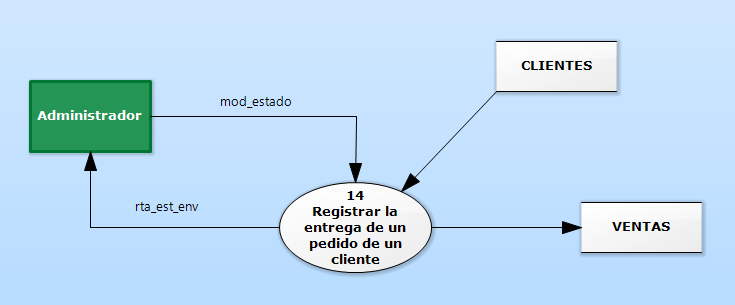 CLIENTES
Administrador
mod_estado
rta_est_env
14
Registrar la
entrega de un
pedido de un
cliente
VENTAS